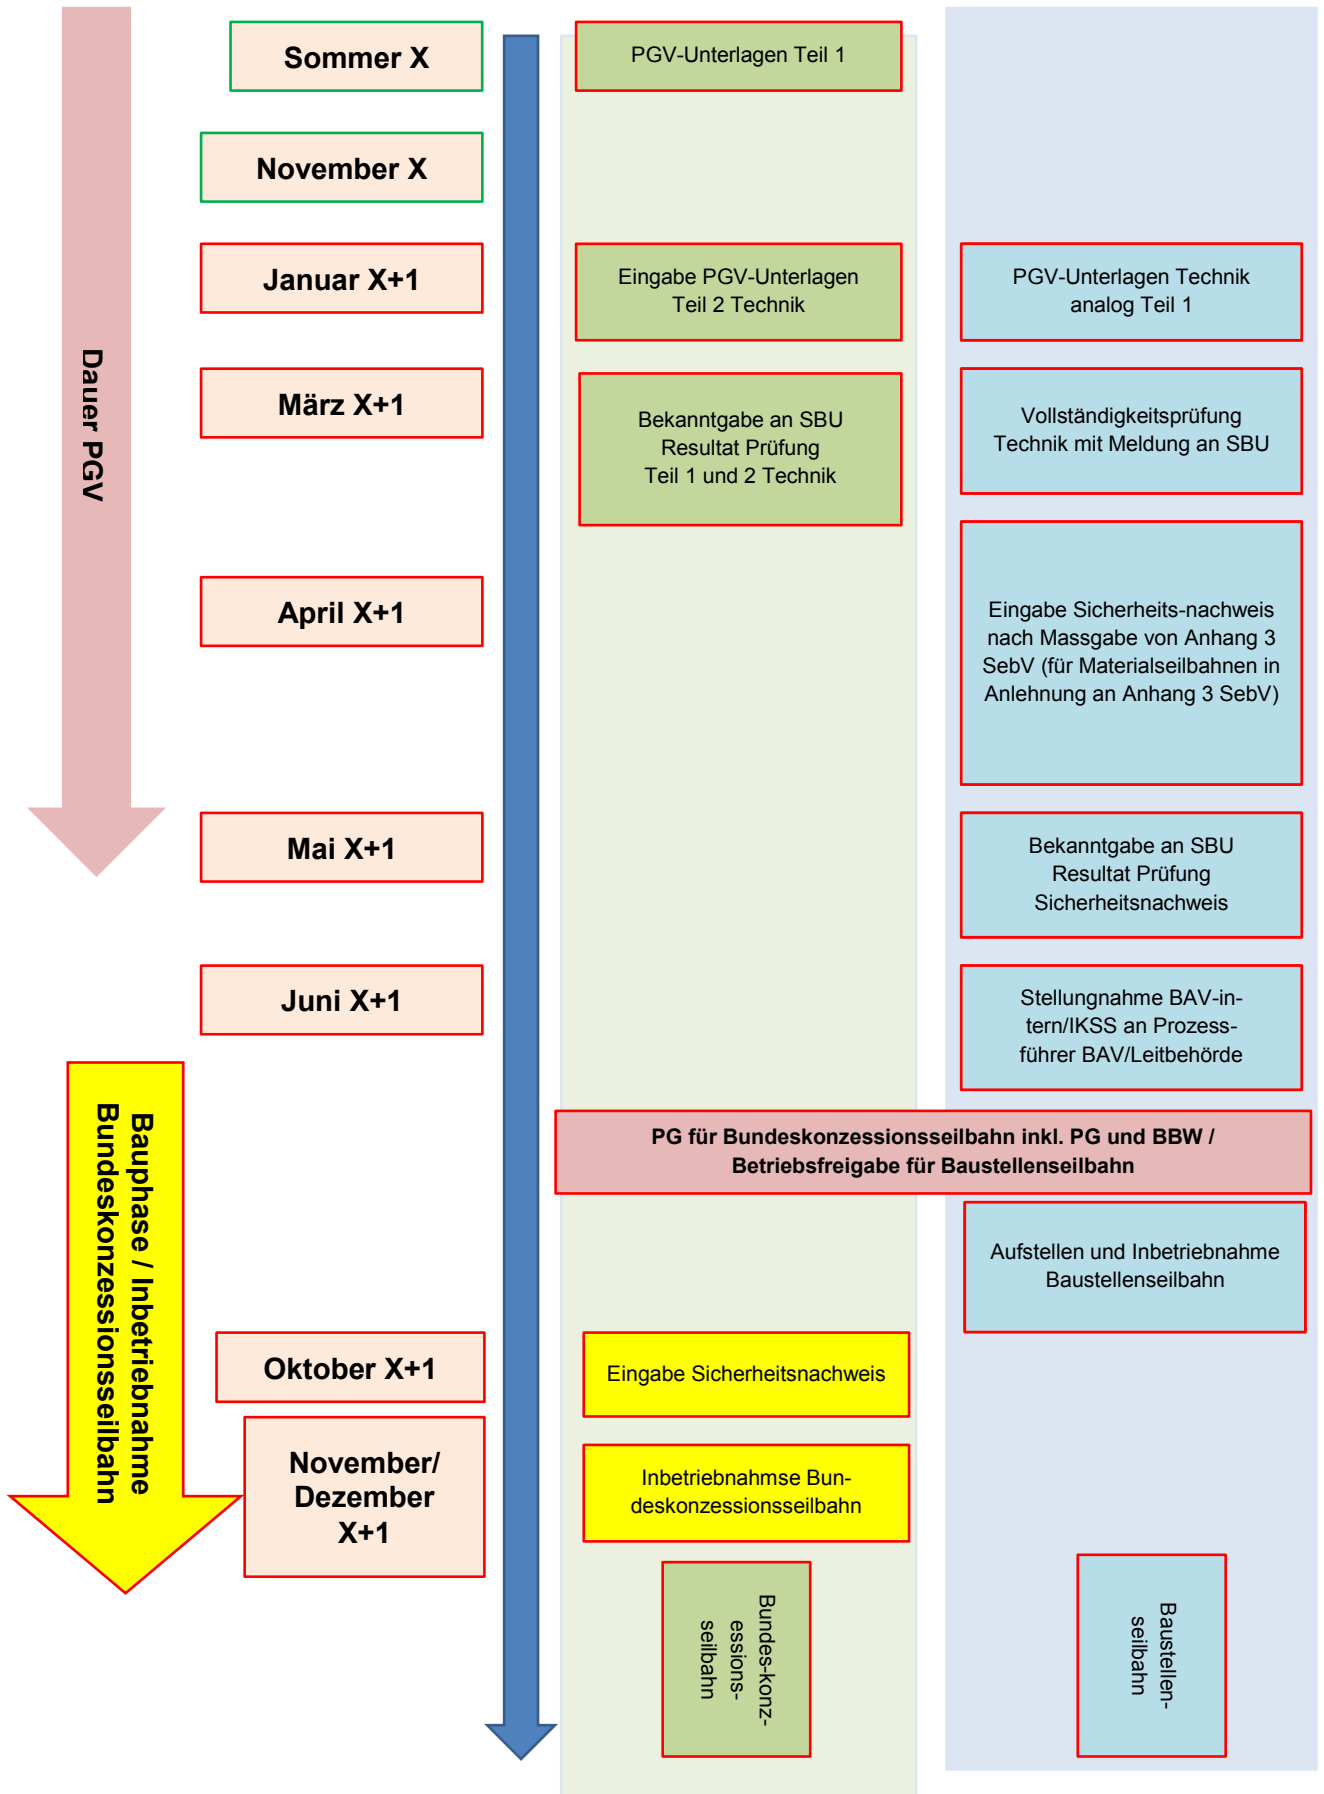 Sommer X
PGV-Unterlagen Teil 1
November X
Januar X+1
Eingabe PGV-Unterlagen
Teil 2 Technik
PGV-Unterlagen Technik
analog Teil 1
Dauer PGV
März X+1
Bekanntgabe an SBU
Resultat Prüfung
Teil 1 und 2 Technik
Vollständigkeitsprüfung
Technik mit Meldung an SBU
April X+1
Eingabe Sicherheits-nachweis
nach Massgabe von Anhang 3
SebV (für Materialseilbahnen in
Anlehnung an Anhang 3 SebV)
Mai X+1
Bekanntgabe an SBU
Resultat Prüfung
Sicherheitsnachweis
Juni X+1
Stellungnahme BAV-in-
tern/IKSS an Prozess-
führer BAV/Leitbehörde
PG für Bundeskonzessionsseilbahn inkl. PG und BBW /
Betriebsfreigabe für Baustellenseilbahn
Bauphase / Inbetriebnahme
Bundeskonzessionsseilbahn
Aufstellen und Inbetriebnahme
Baustellenseilbahn
Oktober X+1
Eingabe Sicherheitsnachweis
November/
Dezember
X+1
Inbetriebnahmse Bun-
deskonzessionsseilbahn
Bundes-konz-
essions-
seilbahn
Baustellen-
seilbahn